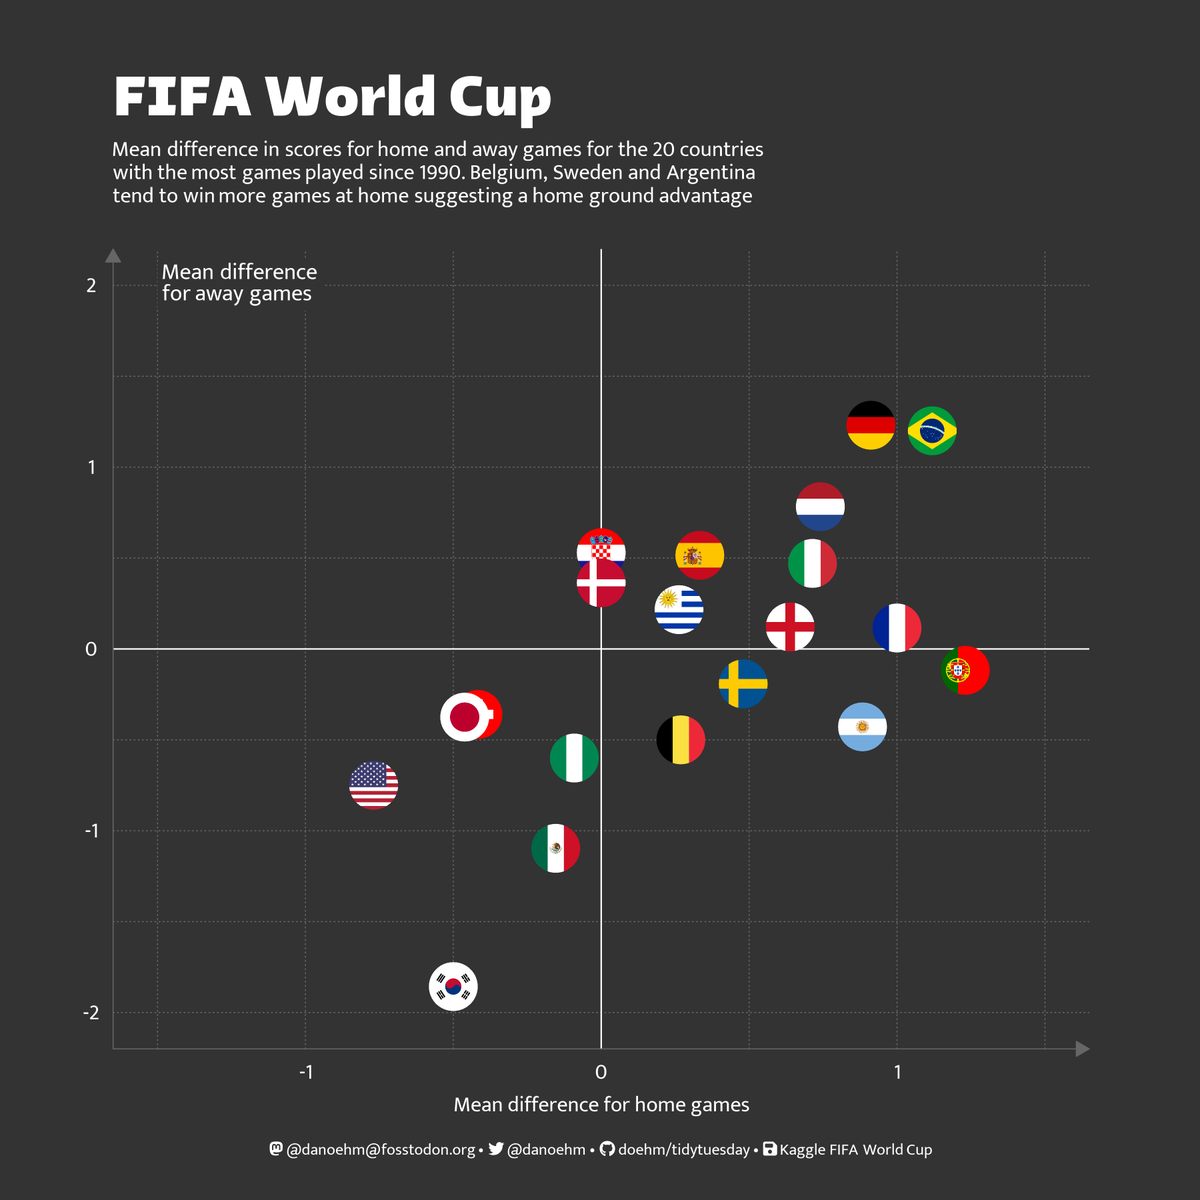 FIFA World Cup
Mean difference in scores for home and away games for the 20 countries
with the most games played since 1990. Belgium, Sweden and Argentina
tend to win more games at home suggesting a home ground advantage
Mean difference
for away games
2
1
0
-1
-2
-1 0 1
Mean difference for home games
@danoehm@fosstodon.org • @danoehm • doehm/tidytuesday • Kaggle FIFA World Cup